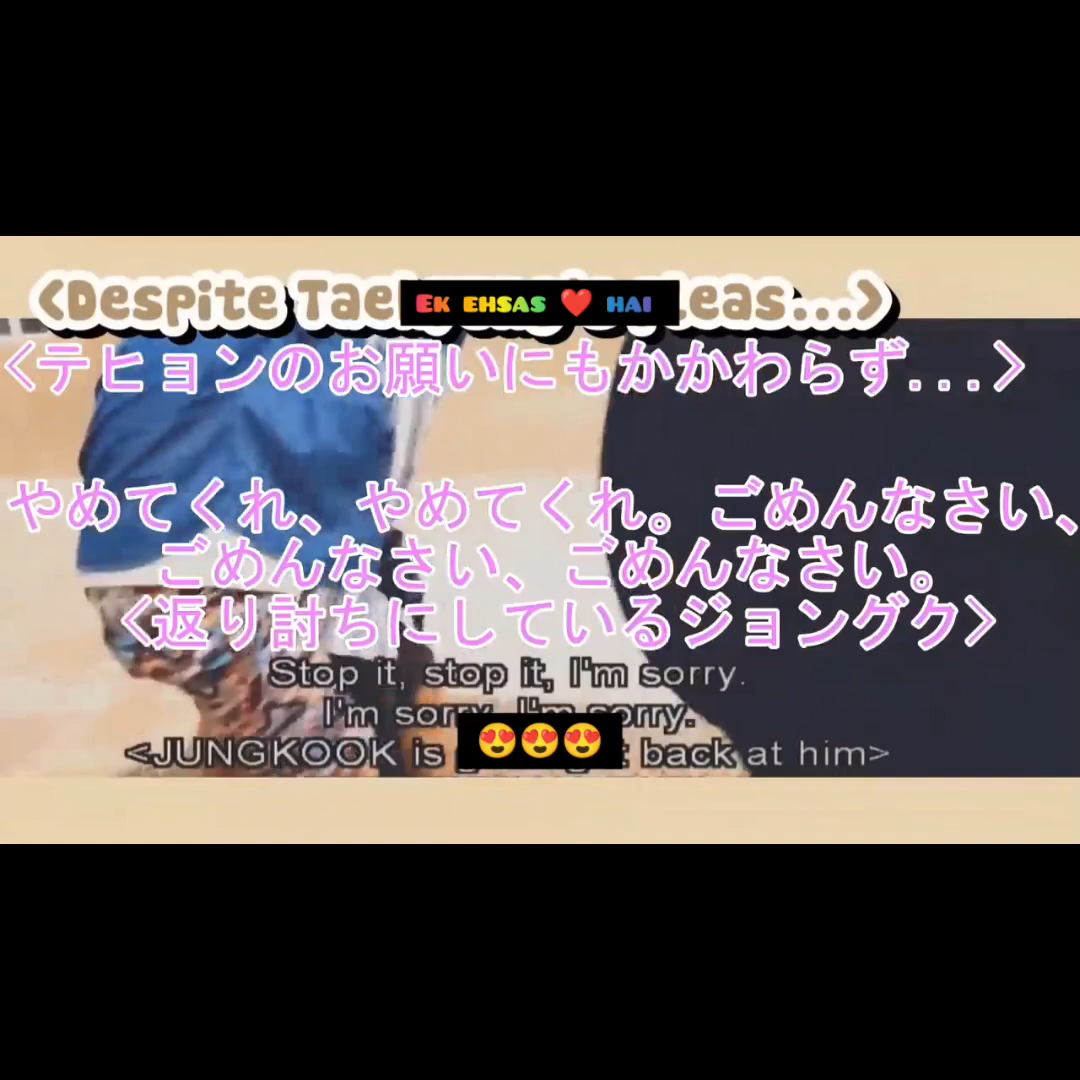 <Despite Tae
Ek ehsas ❤️ hai
leas...>
<テヒョンのお願いにもかかわらず...>
やめてくれ、やめてくれ。ごめんなさい、
ごめんなさい、ごめんなさい。
<返り討ちにしているジョングク>
Stop it, stop it, I'm sorry.
I'm sorry, I'm sorry.
😍😍😍
<JUNGKOOK is back at him>